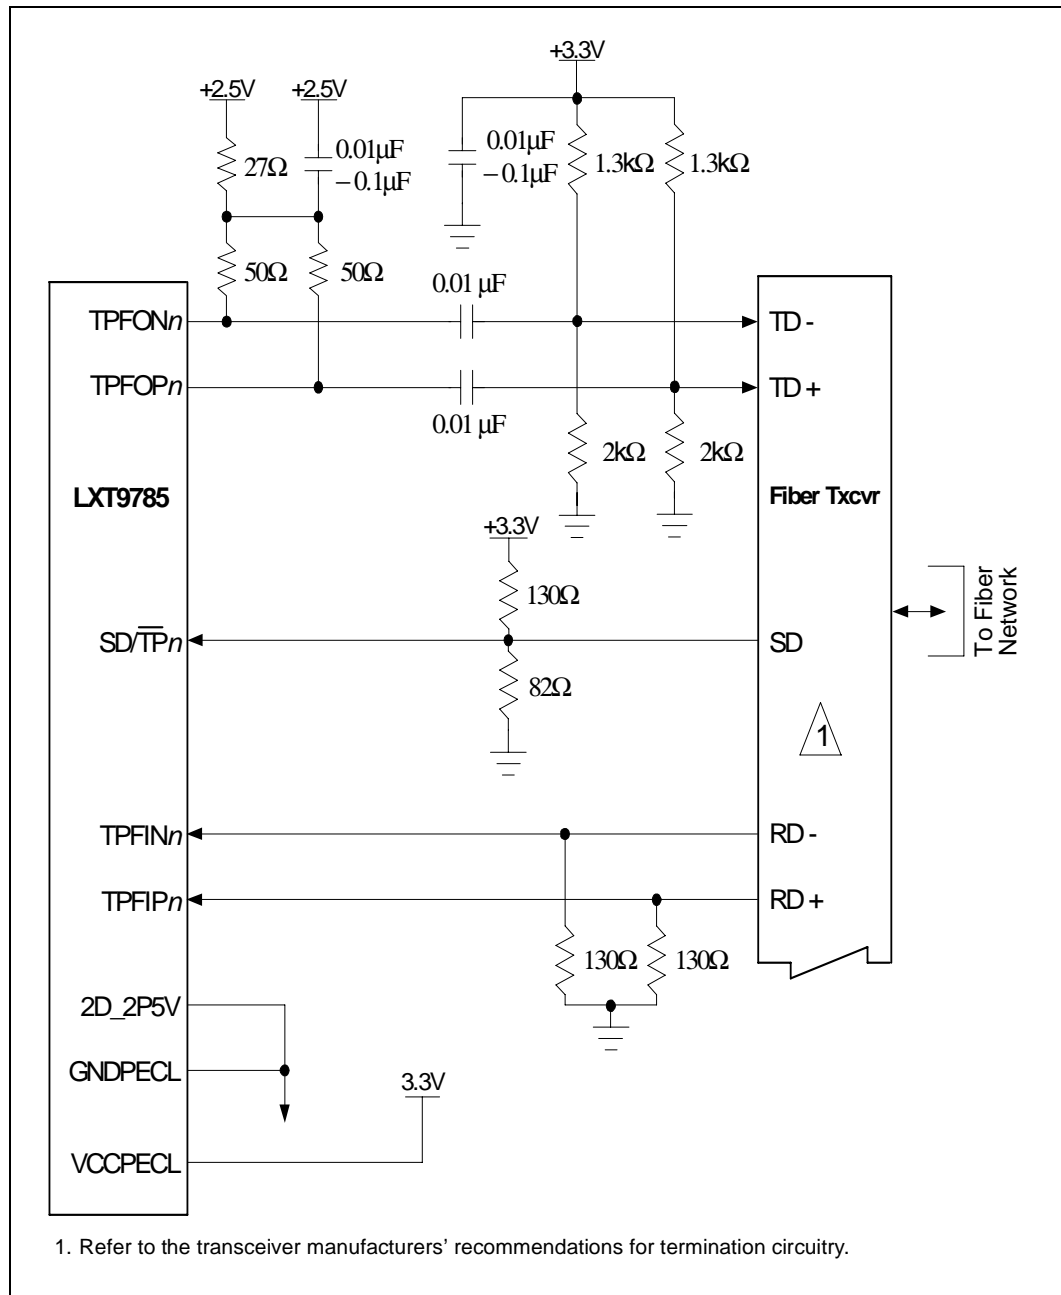 +3.3V
+2.5V +2.5V
27Ω
0.01µF
–0.1µF
0.01µF
–0.1µF
1.3kΩ 1.3kΩ
50Ω 50Ω
0.01 µF
TPFONn
TD -
TPFOPn
TD +
0.01 µF
2kΩ 2kΩ
LXT9785
Fiber Txcvr
+3.3V
130Ω
SD/T̅P̅n
SD
To Fiber
Network
82Ω
1
TPFINn
RD -
TPFIPn
RD +
130Ω 130Ω
2D_2P5V
GNDPECL
3.3V
VCCPECL
1. Refer to the transceiver manufacturers' recommendations for termination circuitry.